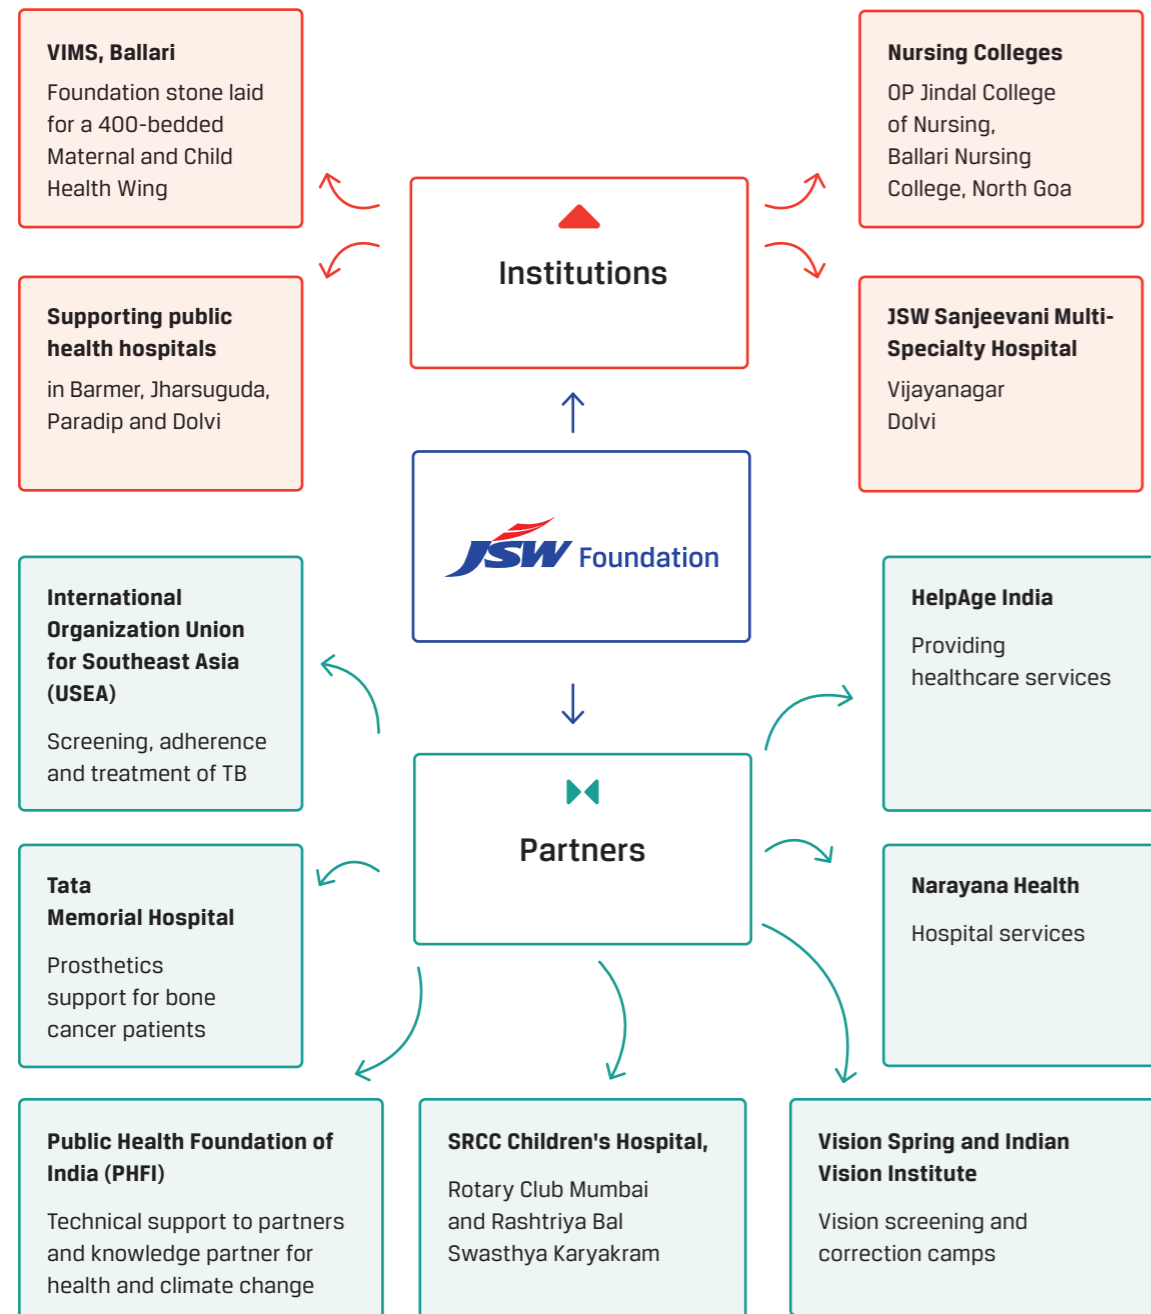 VIMS, Ballari
Foundation stone laid
for a 400-bedded
Maternal and Child
Health Wing
Nursing Colleges
OP Jindal College
of Nursing,
Ballari Nursing
College, North Goa
Institutions
Supporting public
health hospitals
in Barmer, Jharsuguda,
Paradip and Dolvi
JSW Sanjeevani Multi-
Specialty Hospital
Vijayanagar
Dolvi
JSW Foundation
International
Organization Union
for Southeast Asia
(USEA)
Screening, adherence
and treatment of TB
HelpAge India
Providing
healthcare services
Partners
Tata
Memorial Hospital
Prosthetics
support for bone
cancer patients
Narayana Health
Hospital services
Public Health Foundation of
India (PHFI)
Technical support to partners
and knowledge partner for
health and climate change
SRCC Children's Hospital,
Rotary Club Mumbai
and Rashtriya Bal
Swasthya Karyakram
Vision Spring and Indian
Vision Institute
Vision screening and
correction camps